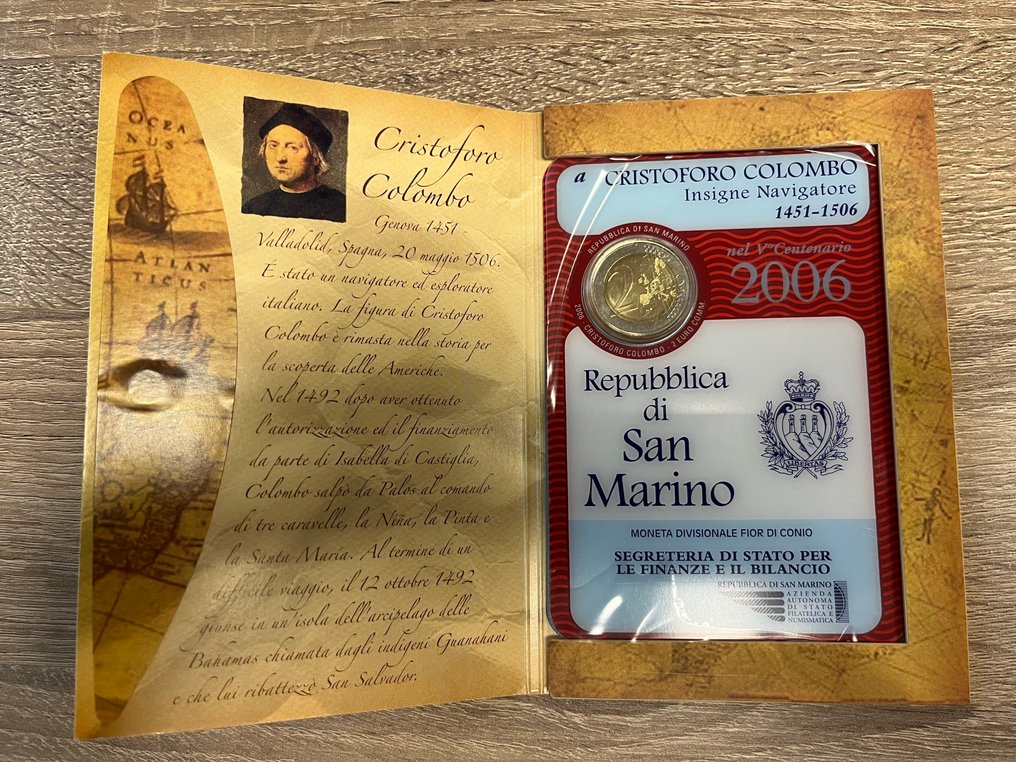 OCEA
NUS
ATLAN
TICUS
Cristoforo
Colombo
Genova 1451
Valladolid, Spagna, 20 maggio 1506.
É stato un navigatore ed esploratore
italiano. La figura di Cristoforo
Colombo è rimasta nella storia per
la scoperta delle Americhe.
Nel 1492 dopo aver ottenuto
l'autorizzazione ed il finanziamento
da parte di Isabella di Castiglia,
Colombo salpò da Palos al comando
di tre caravelle, la Niña, la Pinta e
la Santa Maria. Al termine di un
difficile viaggio, il 12 ottobre 1492
giunse in un'isola dell'arcipelago delle
Bahamas chiamata dagli indigeni Guanahani
e che lui ribattezzò San Salvador.
a CRISTOFORO COLOMBO
Insigne Navigatore
1451-1506
nel V° Centenario
2006
REPUBBLICA DI SAN MARINO
2006 - CRISTOFORO COLOMBO - 2 EURO COMM.
2
Repubblica
di
San
Marino
LIBERTAS
MONETA DIVISIONALE FIOR DI CONIO
SEGRETERIA DI STATO PER
LE FINANZE E IL BILANCIO
REPUBBLICA DI SAN MARINO
AZIENDA
AUTONOMA
DI STATO
FILATELICA E
NUMISMATICA